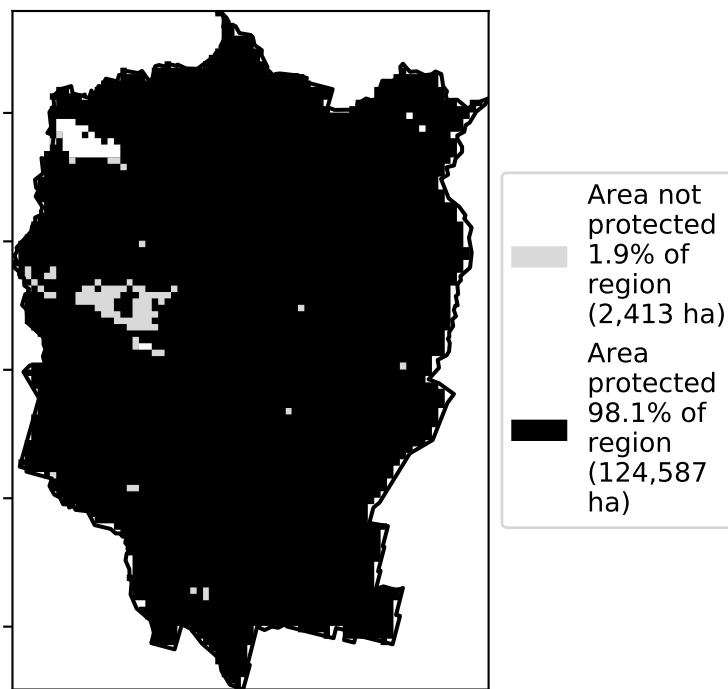 Area not
protected
1.9% of
region
(2,413 ha)
Area
protected
98.1% of
region
(124,587
ha)